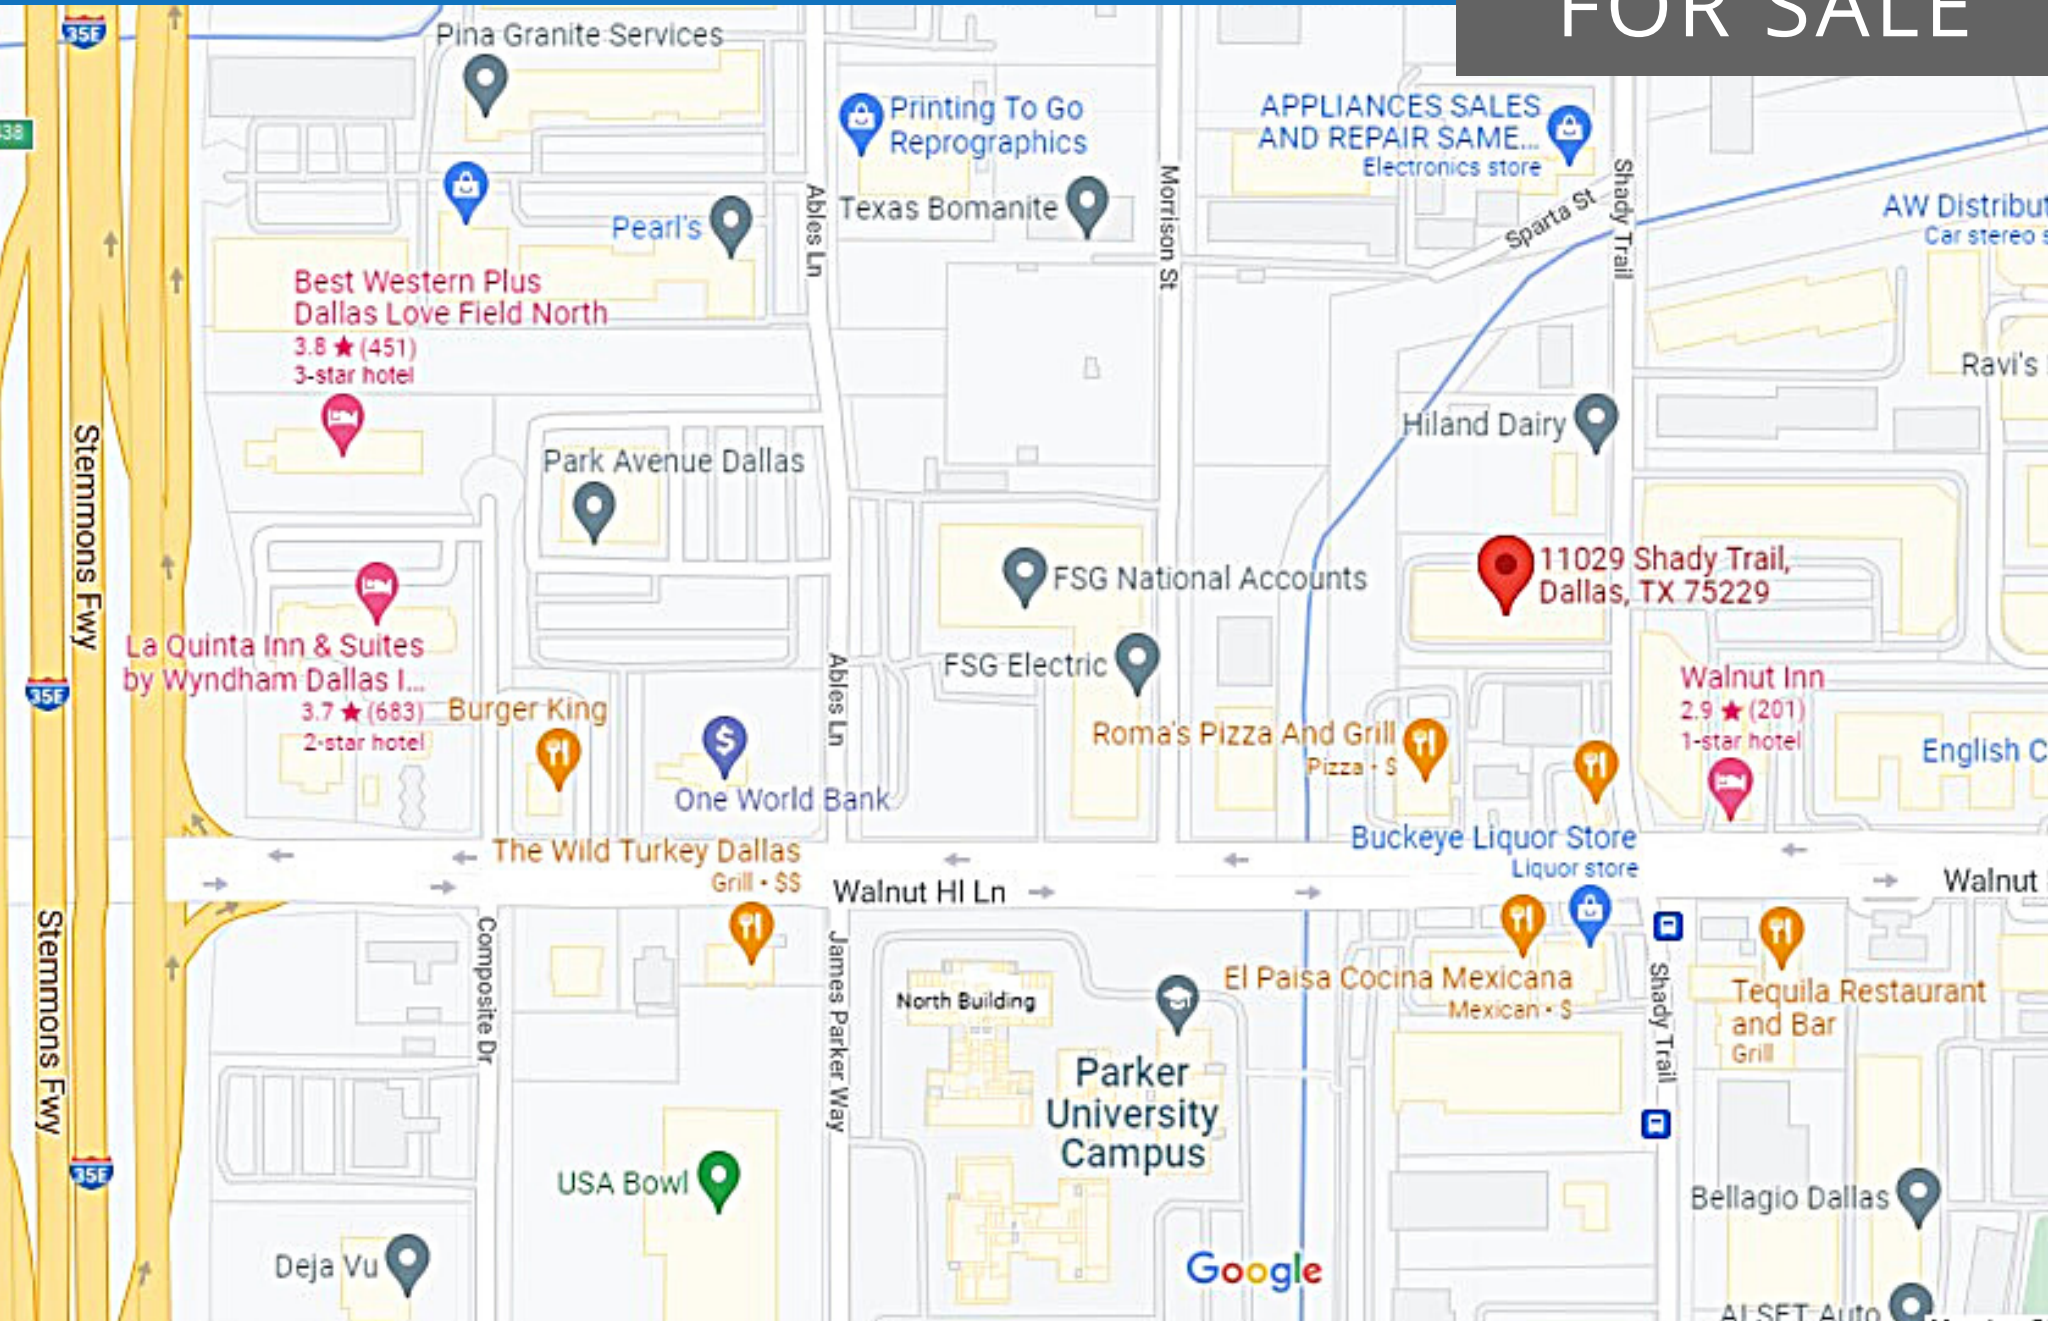 FOR SALE
35E
Pina Granite Services
Printing To Go
Reprographics
APPLIANCES SALES
AND REPAIR SAME...
Electronics store
438
Shady Trail
Ables Ln
Morrison St
Sparta St
Texas Bomanite
Pearl's
AW Distribut
Car stereo s
Best Western Plus
Dallas Love Field North
3.8 ★ (451)
3-star hotel
Ravi's
Hiland Dairy
Stemmons Fwy
Park Avenue Dallas
11029 Shady Trail,
Dallas, TX 75229
FSG National Accounts
La Quinta Inn & Suites
by Wyndham Dallas I...
3.7 ★ (683)
2-star hotel
35E
Burger King
Ables Ln
FSG Electric
Walnut Inn
2.9 ★ (201)
1-star hotel
Roma's Pizza And Grill
Pizza • $
English C
One World Bank
The Wild Turkey Dallas
Grill • $$
Buckeye Liquor Store
Liquor store
Walnut Hl Ln
Walnut
Stemmons Fwy
Composite Dr
James Parker Way
North Building
El Paisa Cocina Mexicana
Mexican • $
Shady Trail
Tequila Restaurant
and Bar
Grill
Parker
University
Campus
35E
USA Bowl
Bellagio Dallas
Deja Vu
Google
ALSET Auto